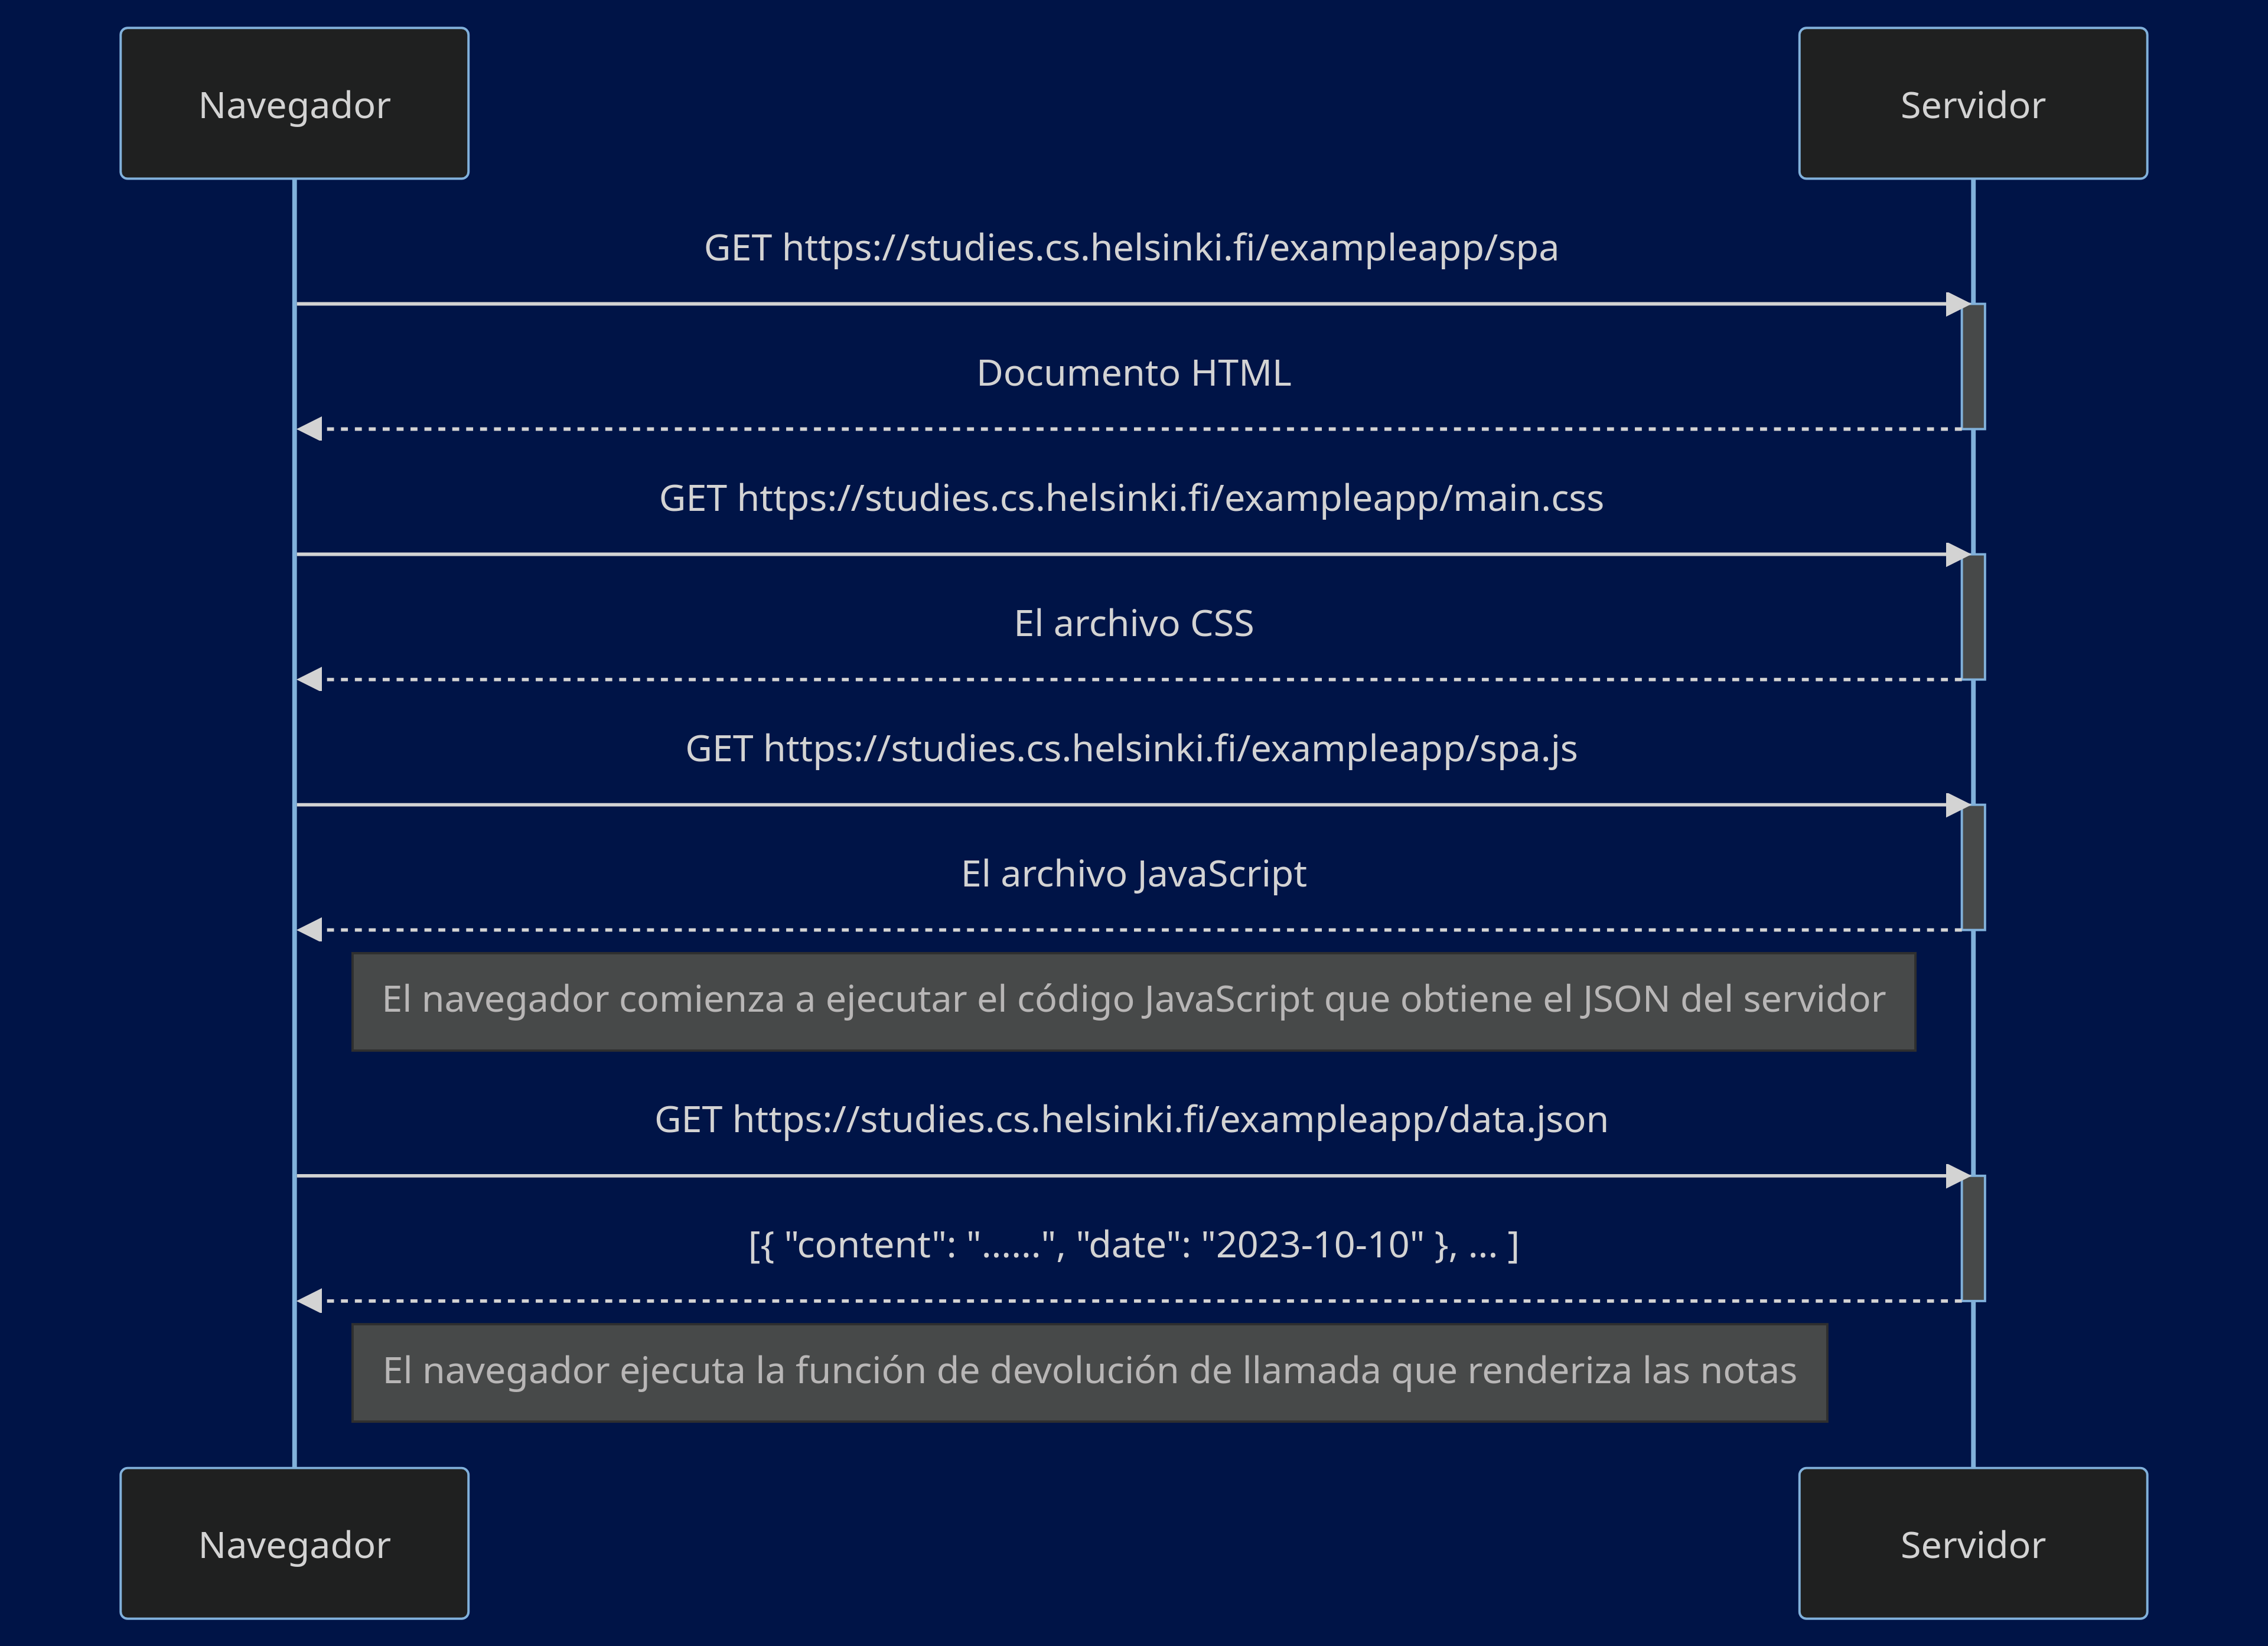 Navegador
Servidor
GET https://studies.cs.helsinki.fi/exampleapp/spa
Documento HTML
GET https://studies.cs.helsinki.fi/exampleapp/main.css
El archivo CSS
GET https://studies.cs.helsinki.fi/exampleapp/spa.js
El archivo JavaScript
El navegador comienza a ejecutar el código JavaScript que obtiene el JSON del servidor
GET https://studies.cs.helsinki.fi/exampleapp/data.json
[{ "content": "......", "date": "2023-10-10" }, ... ]
El navegador ejecuta la función de devolución de llamada que renderiza las notas
Navegador
Servidor